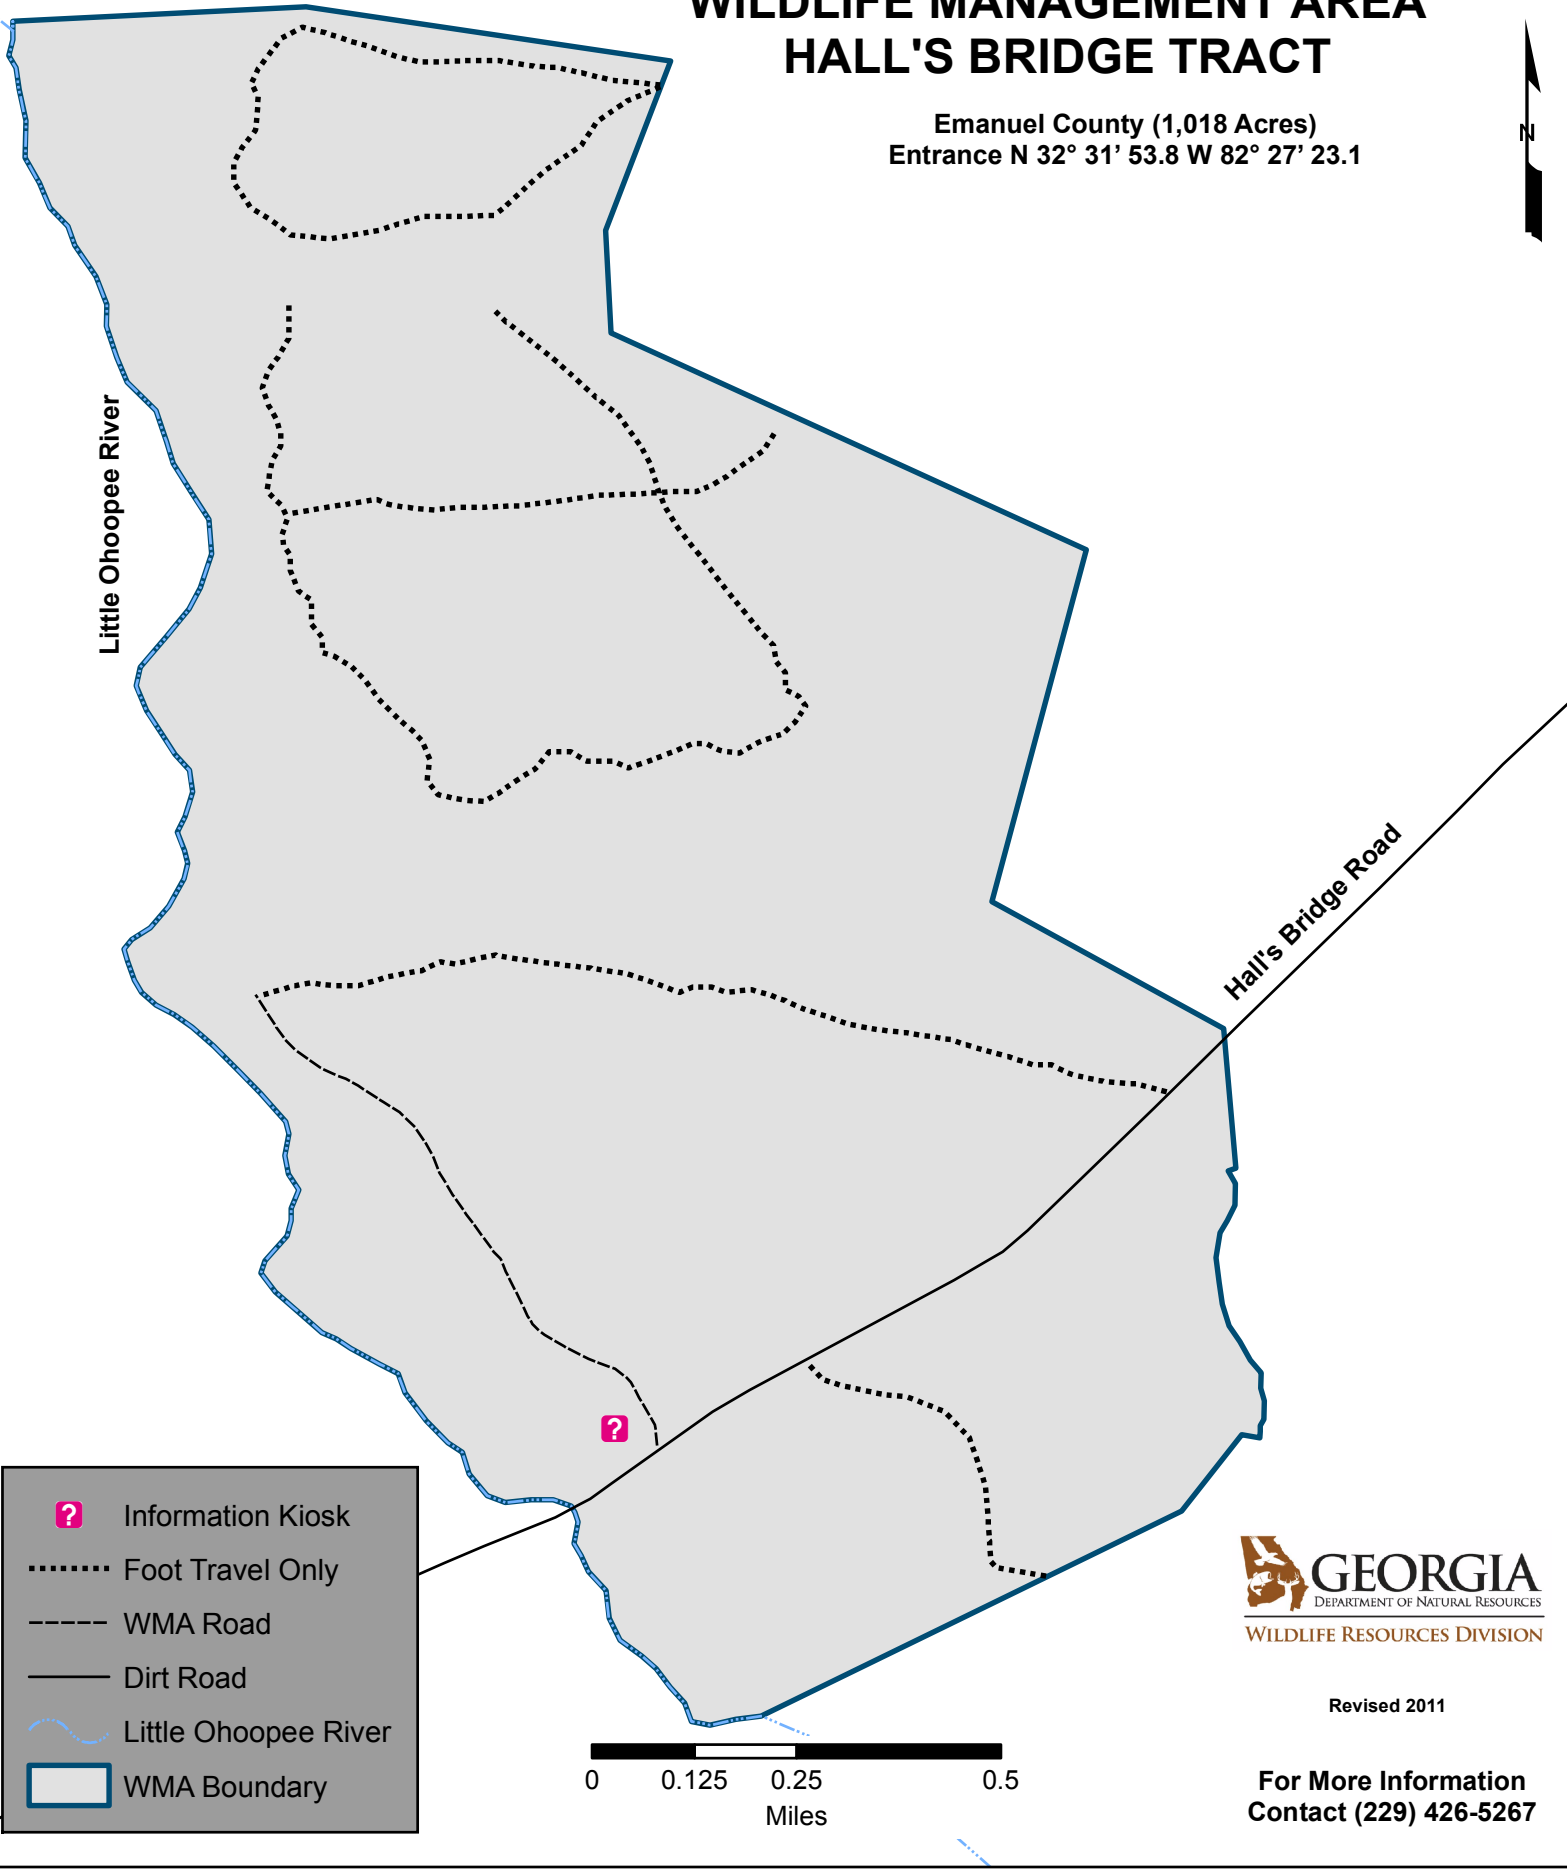 WILDLIFE MANAGEMENT AREA
HALL'S BRIDGE TRACT
Emanuel County (1,018 Acres)
Entrance N 32° 31’ 53.8 W 82° 27’ 23.1
N
Little Ohoopee River
Hall's Bridge Road
?
? Information Kiosk
Foot Travel Only
WMA Road
Dirt Road
Little Ohoopee River
WMA Boundary
0 0.125 0.25 0.5
Miles
GEORGIA
DEPARTMENT OF NATURAL RESOURCES
WILDLIFE RESOURCES DIVISION
Revised 2011
For More Information
Contact (229) 426-5267